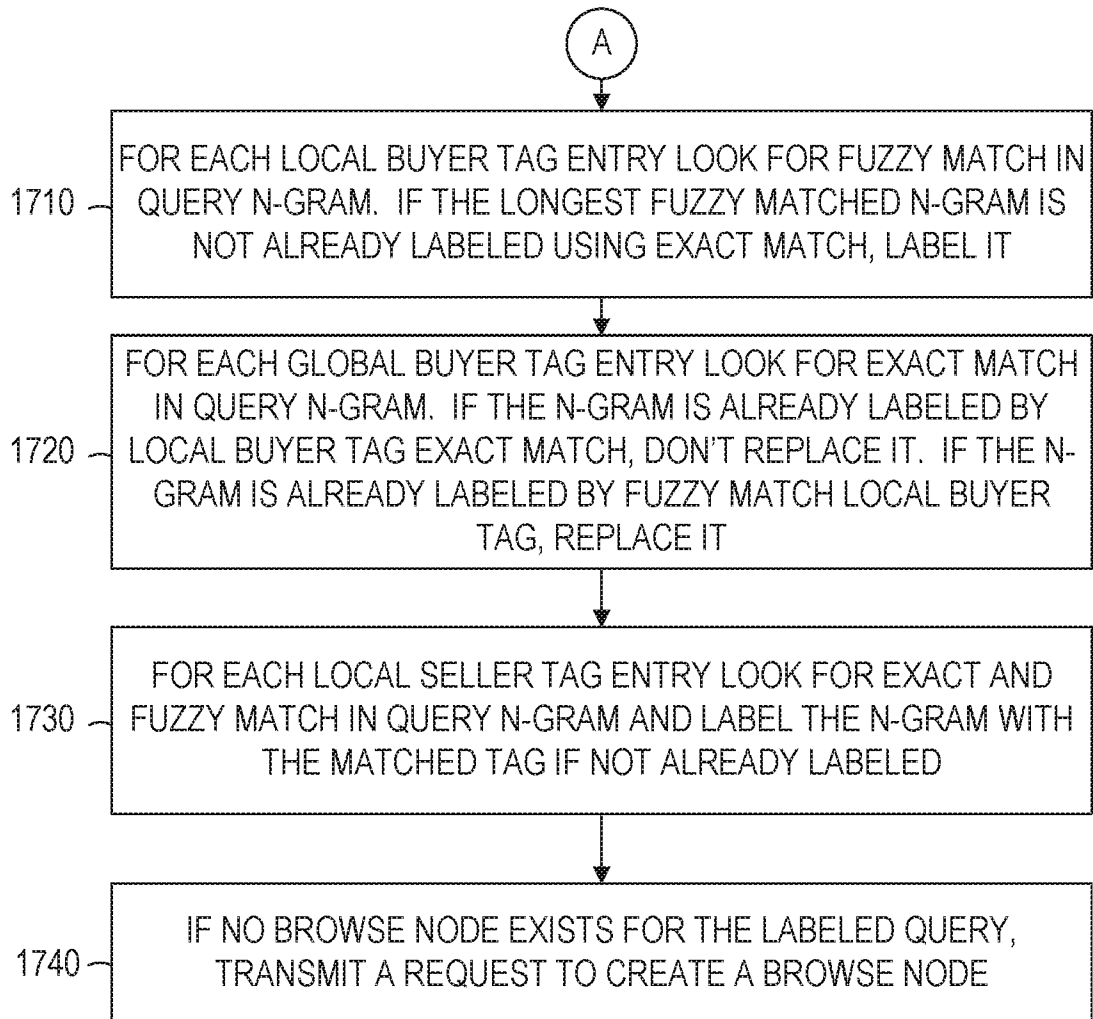 A
1710
FOR EACH LOCAL BUYER TAG ENTRY LOOK FOR FUZZY MATCH IN
QUERY N-GRAM. IF THE LONGEST FUZZY MATCHED N-GRAM IS
NOT ALREADY LABELED USING EXACT MATCH, LABEL IT
1720
FOR EACH GLOBAL BUYER TAG ENTRY LOOK FOR EXACT MATCH
IN QUERY N-GRAM. IF THE N-GRAM IS ALREADY LABELED BY
LOCAL BUYER TAG EXACT MATCH, DON'T REPLACE IT. IF THE N-
GRAM IS ALREADY LABELED BY FUZZY MATCH LOCAL BUYER
TAG, REPLACE IT
1730
FOR EACH LOCAL SELLER TAG ENTRY LOOK FOR EXACT AND
FUZZY MATCH IN QUERY N-GRAM AND LABEL THE N-GRAM WITH
THE MATCHED TAG IF NOT ALREADY LABELED
1740
IF NO BROWSE NODE EXISTS FOR THE LABELED QUERY,
TRANSMIT A REQUEST TO CREATE A BROWSE NODE